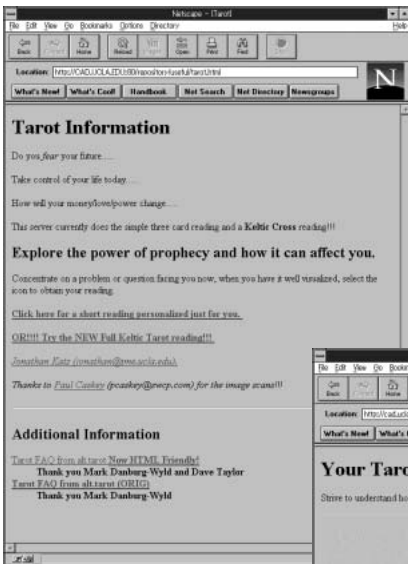 Netscape - [Tarot]
File Edit View Go Bookmarks Options Directory Help
Back Home Reload Open Print Find
Location: http://CAD.UCLA.EDU:80/repository/useful/tarot.html
What's New! What's Cool! Handbook Net Search Net Directory Newsgroups
N
Tarot Information
Do you fear your future.....
Take control of your life today.....
How will your money/love/power change.....
This server currently does the simple three card reading and a Keltic Cross reading!!!
Explore the power of prophecy and how it can affect you.
Concentrate on a problem or question facing you now, when you have it well visualized, select the
icon to obtain your reading.
Click here for a short reading personalized just for you.
OR!!!! Try the NEW Full Keltic Tarot reading!!!
Jonathan Katz (jonathan@pme.ucla.edu).
Thanks to Paul Caskey (pcaskey@swcp.com) for the image scans!!!
Additional Information
Tarot FAQ from alt.tarot Now HTML Friendly!
Thank you Mark Danburg-Wyld and Dave Taylor
Tarot FAQ from alt.tarot (ORIG)
Thank you Mark Danburg-Wyld
File Edit View Go B
Back Home
Location: http://cad.ucl
What's New! What's
Your Taro
Strive to understand ho